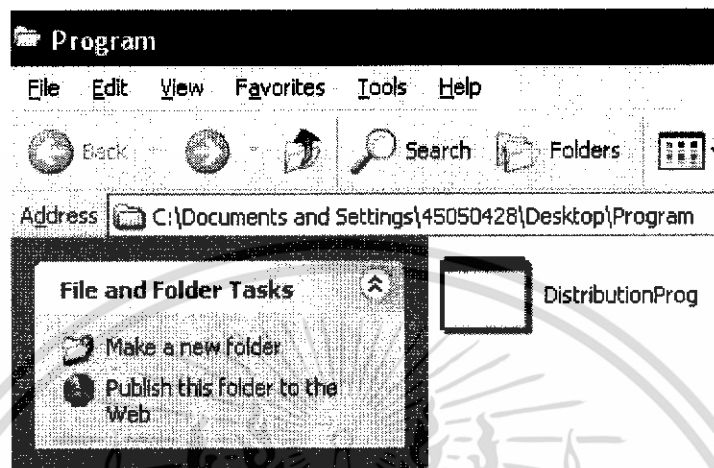 Program
File Edit View Favorites Tools Help
Back Search Folders
Address C:\Documents and Settings\45050428\Desktop\Program
File and Folder Tasks
DistributionProg
Make a new folder
Publish this folder to the
Web